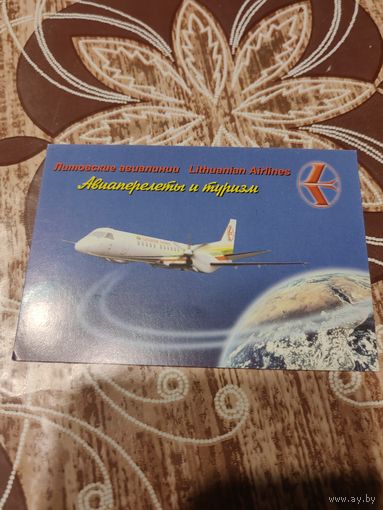 Литовские авиалинии Lithuanian Airlines
Авиаперелеты и туризм
www.ay.by